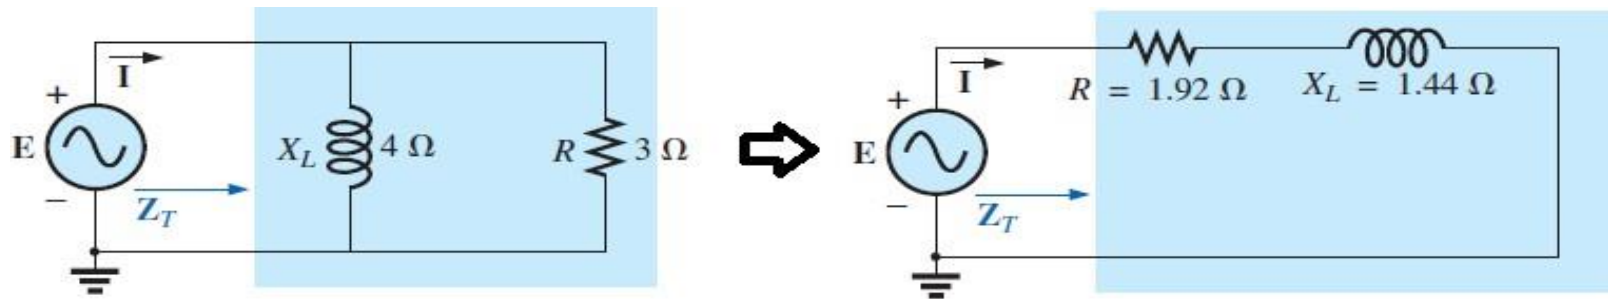 I
+
E
X_L
4 Ω
R
3 Ω
−
Z_T
I
R = 1.92 Ω
X_L = 1.44 Ω
+
E
−
Z_T